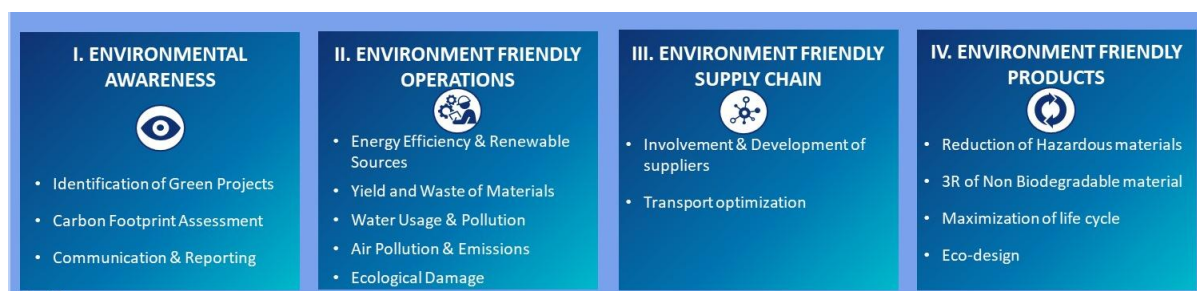 I. ENVIRONMENTAL
AWARENESS
• Identification of Green Projects
• Carbon Footprint Assessment
• Communication & Reporting
II. ENVIRONMENT FRIENDLY
OPERATIONS
• Energy Efficiency & Renewable
Sources
• Yield and Waste of Materials
• Water Usage & Pollution
• Air Pollution & Emissions
• Ecological Damage
III. ENVIRONMENT FRIENDLY
SUPPLY CHAIN
• Involvement & Development of
suppliers
• Transport optimization
IV. ENVIRONMENT FRIENDLY
PRODUCTS
• Reduction of Hazardous materials
• 3R of Non Biodegradable material
• Maximization of life cycle
• Eco-design